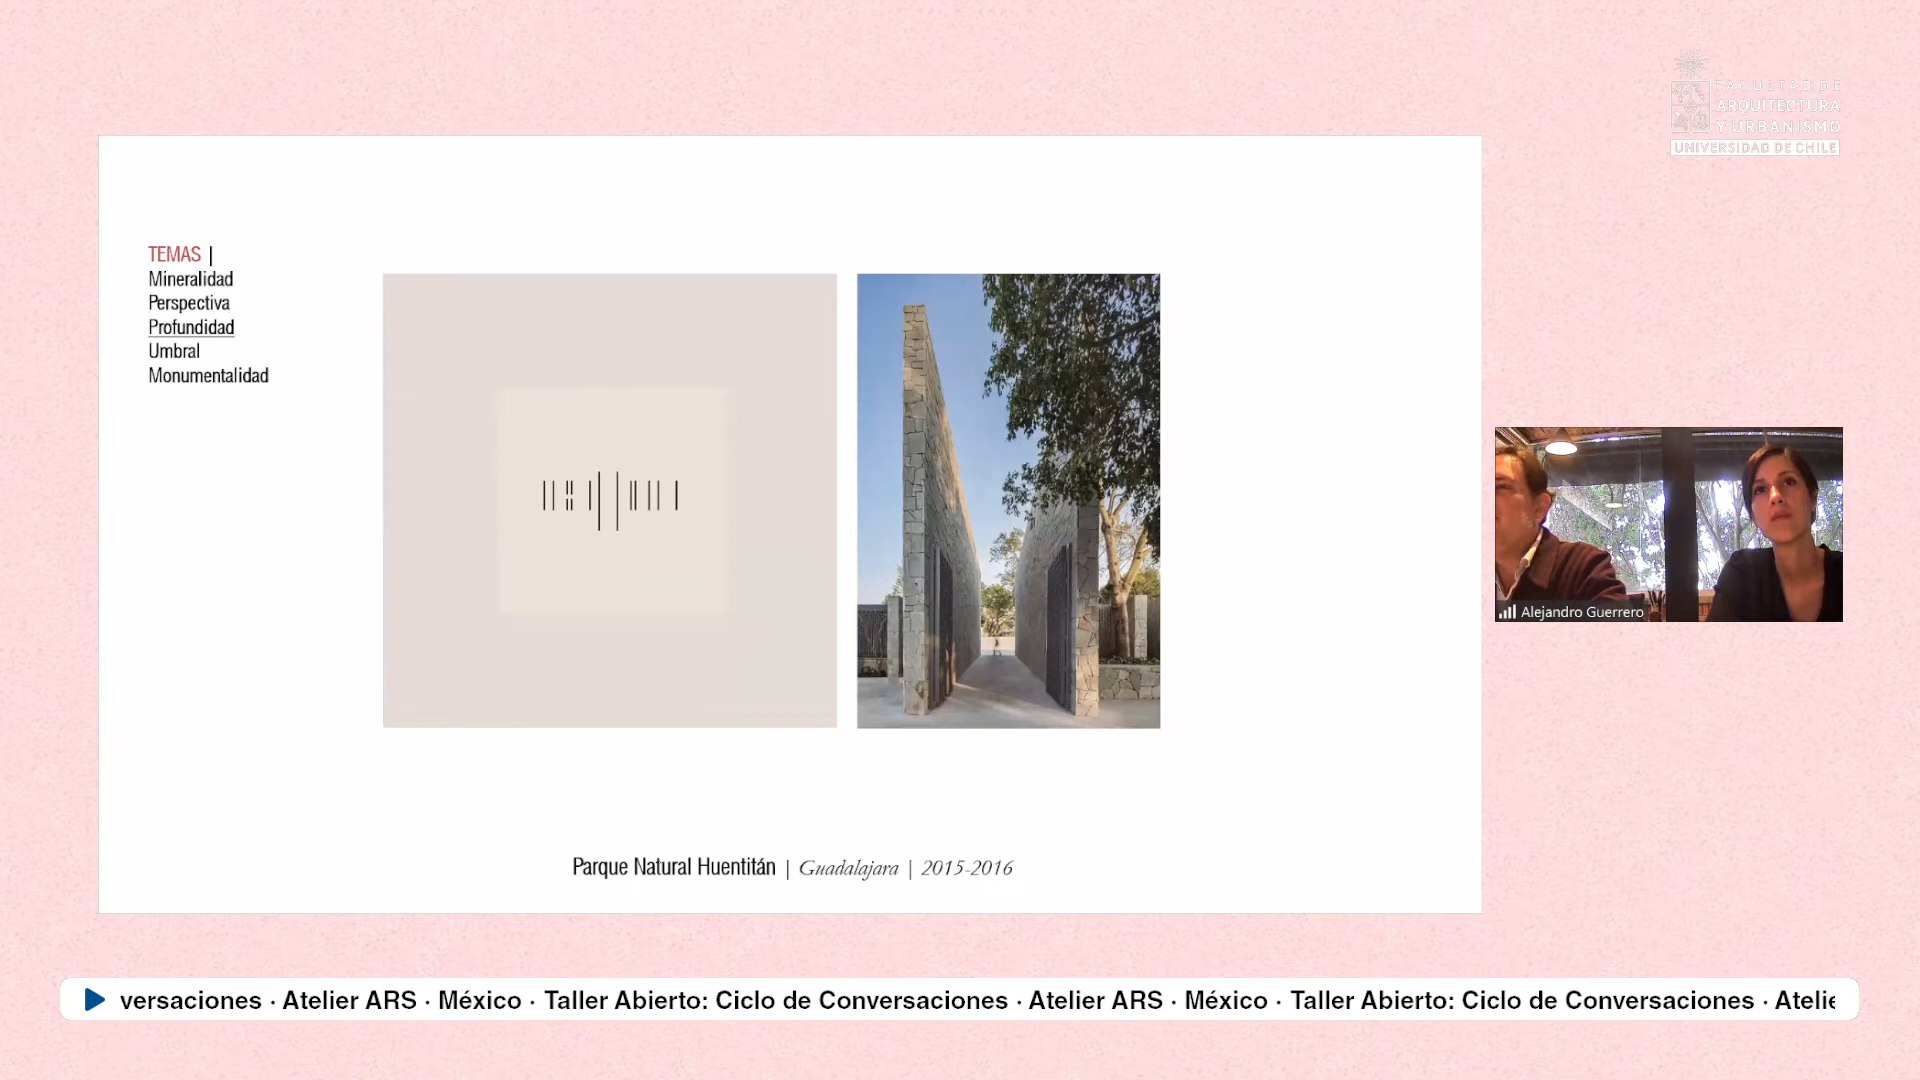 FACULTAD DE
ARQUITECTURA
Y URBANISMO
UNIVERSIDAD DE CHILE
TEMAS |
Mineralidad
Perspectiva
Profundidad
Umbral
Monumentalidad
Alejandro Guerrero
Parque Natural Huentitán | Guadalajara | 2015-2016
versaciones · Atelier ARS · México · Taller Abierto: Ciclo de Conversaciones · Atelier ARS · México · Taller Abierto: Ciclo de Conversaciones · Atelie